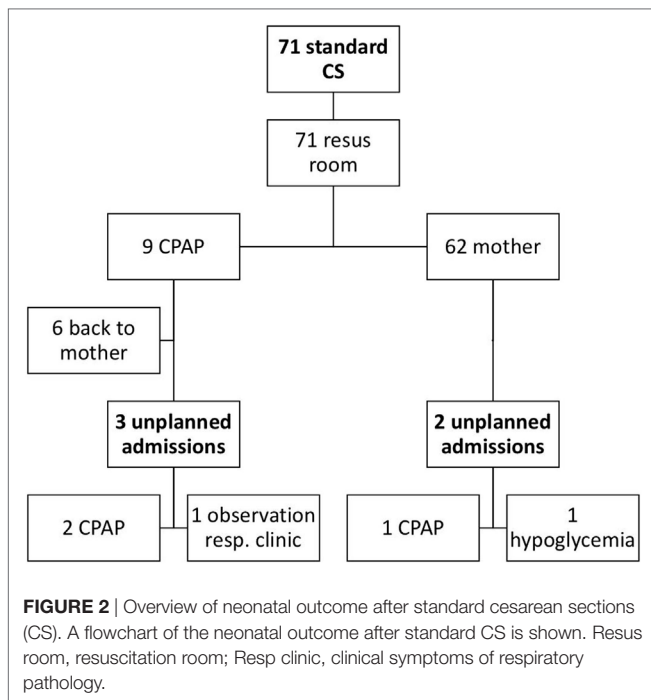 71 standard
CS
71 resus
room
9 CPAP
62 mother
6 back to
mother
3 unplanned
admissions
2 unplanned
admissions
2 CPAP
1 observation
resp. clinic
1 CPAP
1
hypoglycemia
FIGURE 2 | Overview of neonatal outcome after standard cesarean sections
(CS). A flowchart of the neonatal outcome after standard CS is shown. Resus
room, resuscitation room; Resp clinic, clinical symptoms of respiratory
pathology.